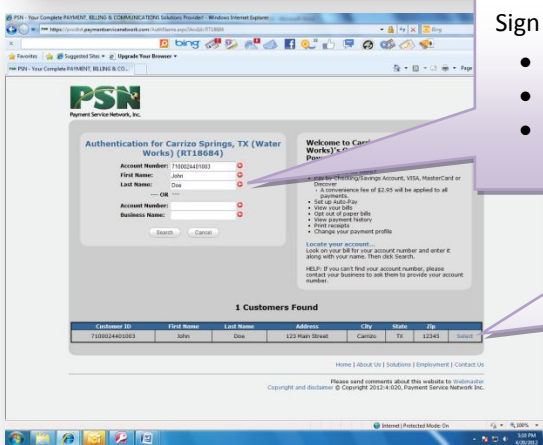 PSN - Your Complete PAYMENT, BILLING & COMMUNICATIONS Solutions Provider! - Windows Internet Explorer
bing
Favorites Suggested Sites Upgrade Your Browser
PSN - Your Complete PAYMENT, BILLING & CO...
Page
Sign
•
•
•
PSN
Payment Service Network, Inc.
Authentication for Carrizo Springs, TX (Water Works) (RT18684)
Account Number: 7100024401003
First Name: John
Last Name: Doe
--- OR ---
Account Number:
Business Name:
Search Cancel
Welcome to Carri
Works)'s
Pay by Checking/Savings Account, VISA, MasterCard or
Discover
A convenience fee of $2.95 will be applied to all
payments.
• Set up Auto-Pay
• View your bills
• Opt out of paper bills
• View payment history
• Print receipts
• Change your payment profile
Locate your account...
Look on your bill for your account number and enter it
along with your name. Then click Search.
HELP: If you can't find your account number, please
contact your business to ask them to provide your account
number.
1 Customers Found
Customer ID First Name Last Name Address City State Zip
7100024401003 John Doe 123 Main Street Carrizo TX 12343 Select
Home | About Us | Solutions | Employment | Contact Us
Please send comments about this website to Webmaster
Copyright and disclaimer © Copyright 2012-4:020, Payment Service Network Inc.
Internet | Protected Mode: On 100%
5:03 PM
4/20/2012